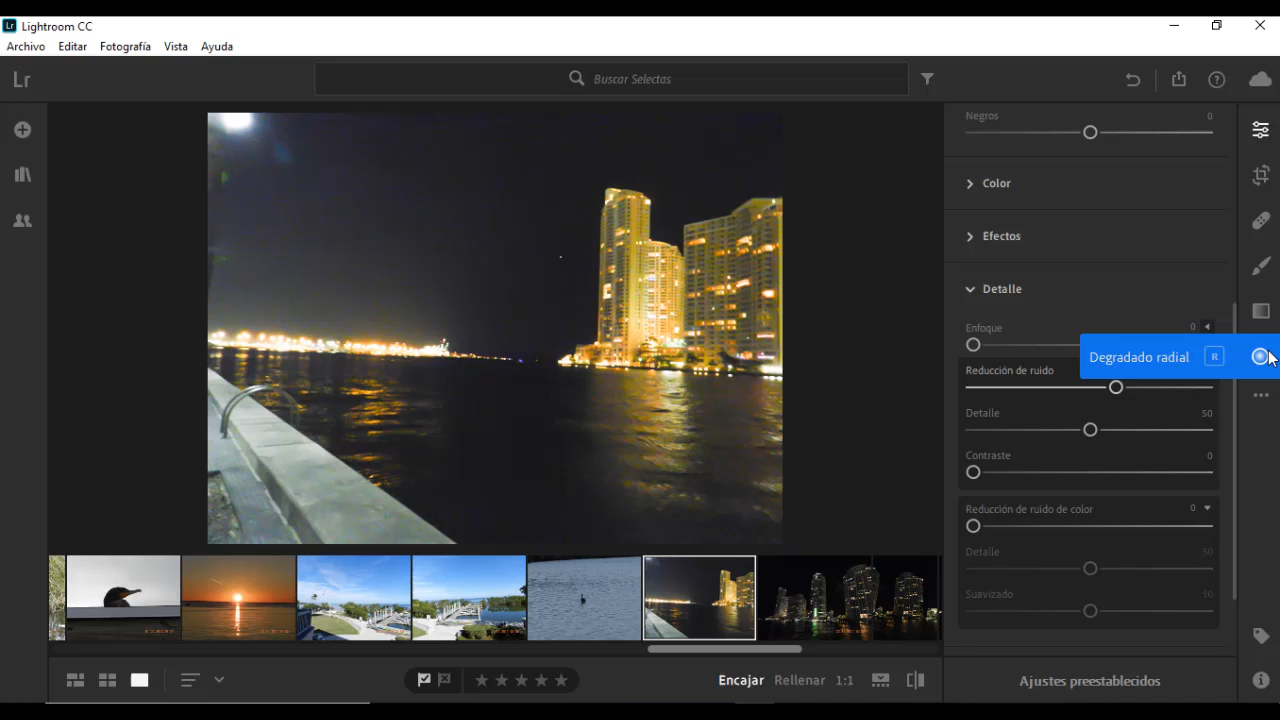 Lr Lightroom CC
Archivo Editar Fotografía Vista Ayuda
Lr
Buscar Selectas
Negros 0
Color
Efectos
Detalle
Enfoque 0
Degradado radial R
Reducción de ruido
Detalle 50
Contraste 0
Reducción de ruido de color 0
Detalle 50
Suavizado 50
Encajar Rellenar 1:1
Ajustes preestablecidos